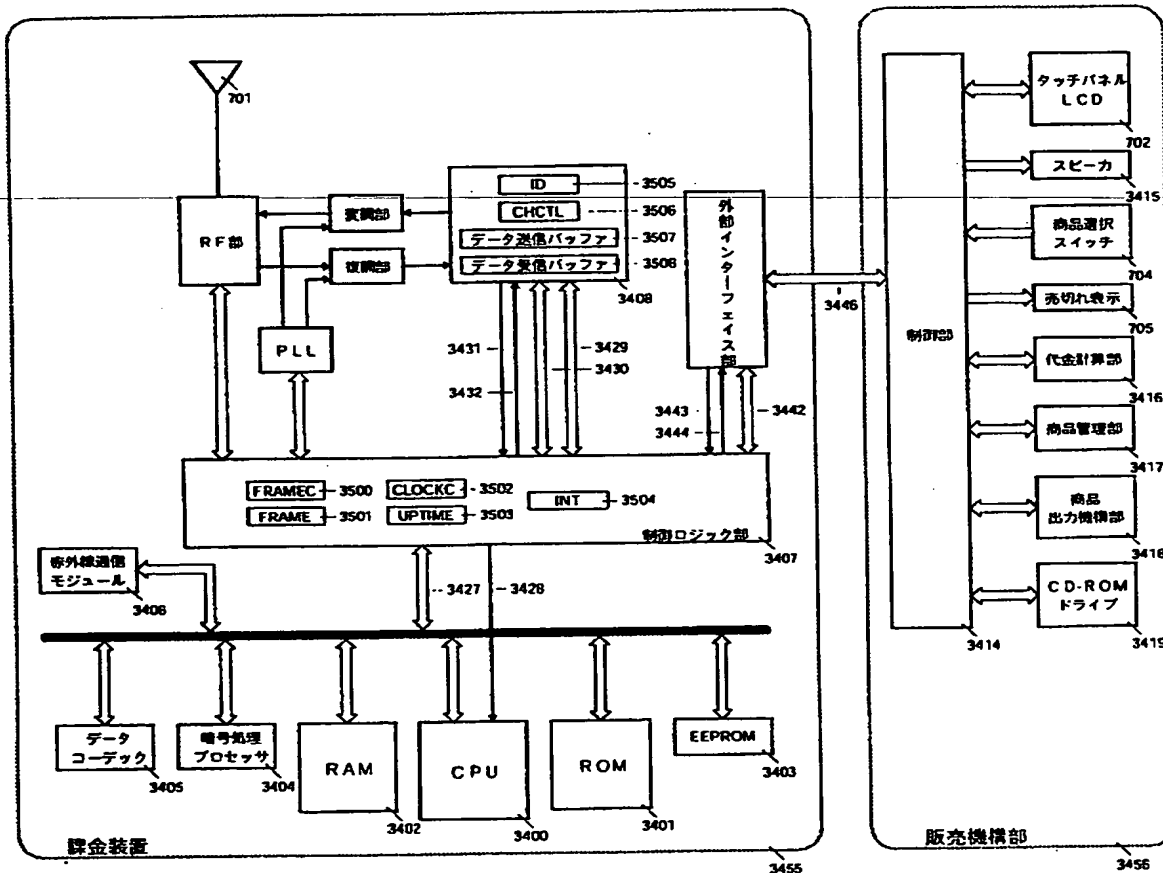 701
RF部
変調部
復調部
PLL
ID
3505
CHCTL
3506
データ送信バッファ
3507
データ受信バッファ
3508
3408
外部インターフェイス部
3431
3432
3429
3430
3443
3444
3442
3446
FRAMEC
3500
CLOCKC
3502
INT
3504
FRAME
3501
UPTIME
3503
制御ロジック部
3407
赤外線通信
モジュール
3406
3427
3428
データ
コーデック
3405
暗号処理
プロセッサ
3404
RAM
3402
CPU
3400
ROM
3401
EEPROM
3403
課金装置
3455
制御部
3414
タッチパネル
LCD
702
スピーカ
3415
商品選択
スイッチ
704
売切れ表示
705
代金計算部
3416
商品管理部
3417
商品
出力機構部
3418
CD-ROM
ドライブ
3419
販売機構部
3456